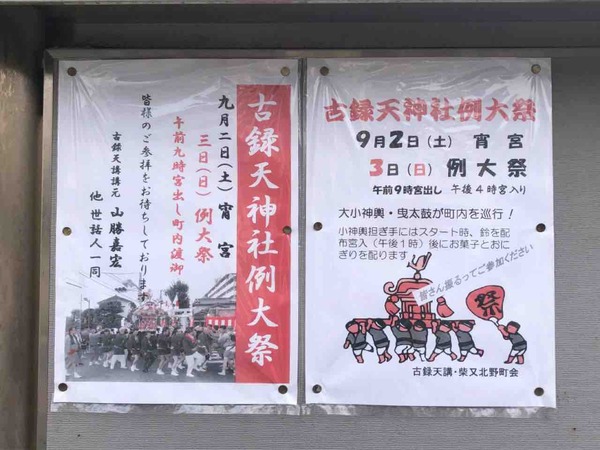 古録天神社例大祭
九月二日(土)宵宮
三日(日)例大祭
午前九時宮出し町内渡御
皆様のご参拝をお待ちしております
古録天講講元 山勝嘉宏
他 世話人一同
古録天神社例大祭
9月2日(土) 宵宮
3日(日) 例大祭
午前9時宮出し 午後4時宮入り
大小神輿・曳太鼓が町内を巡行!
小神輿担ぎ手にはスタート時、鈴を配
布宮入(午後1時)後にお菓子とおに
ぎりを配ります。
皆さん振るってご参加ください
祭
古録天講・柴又北野町会